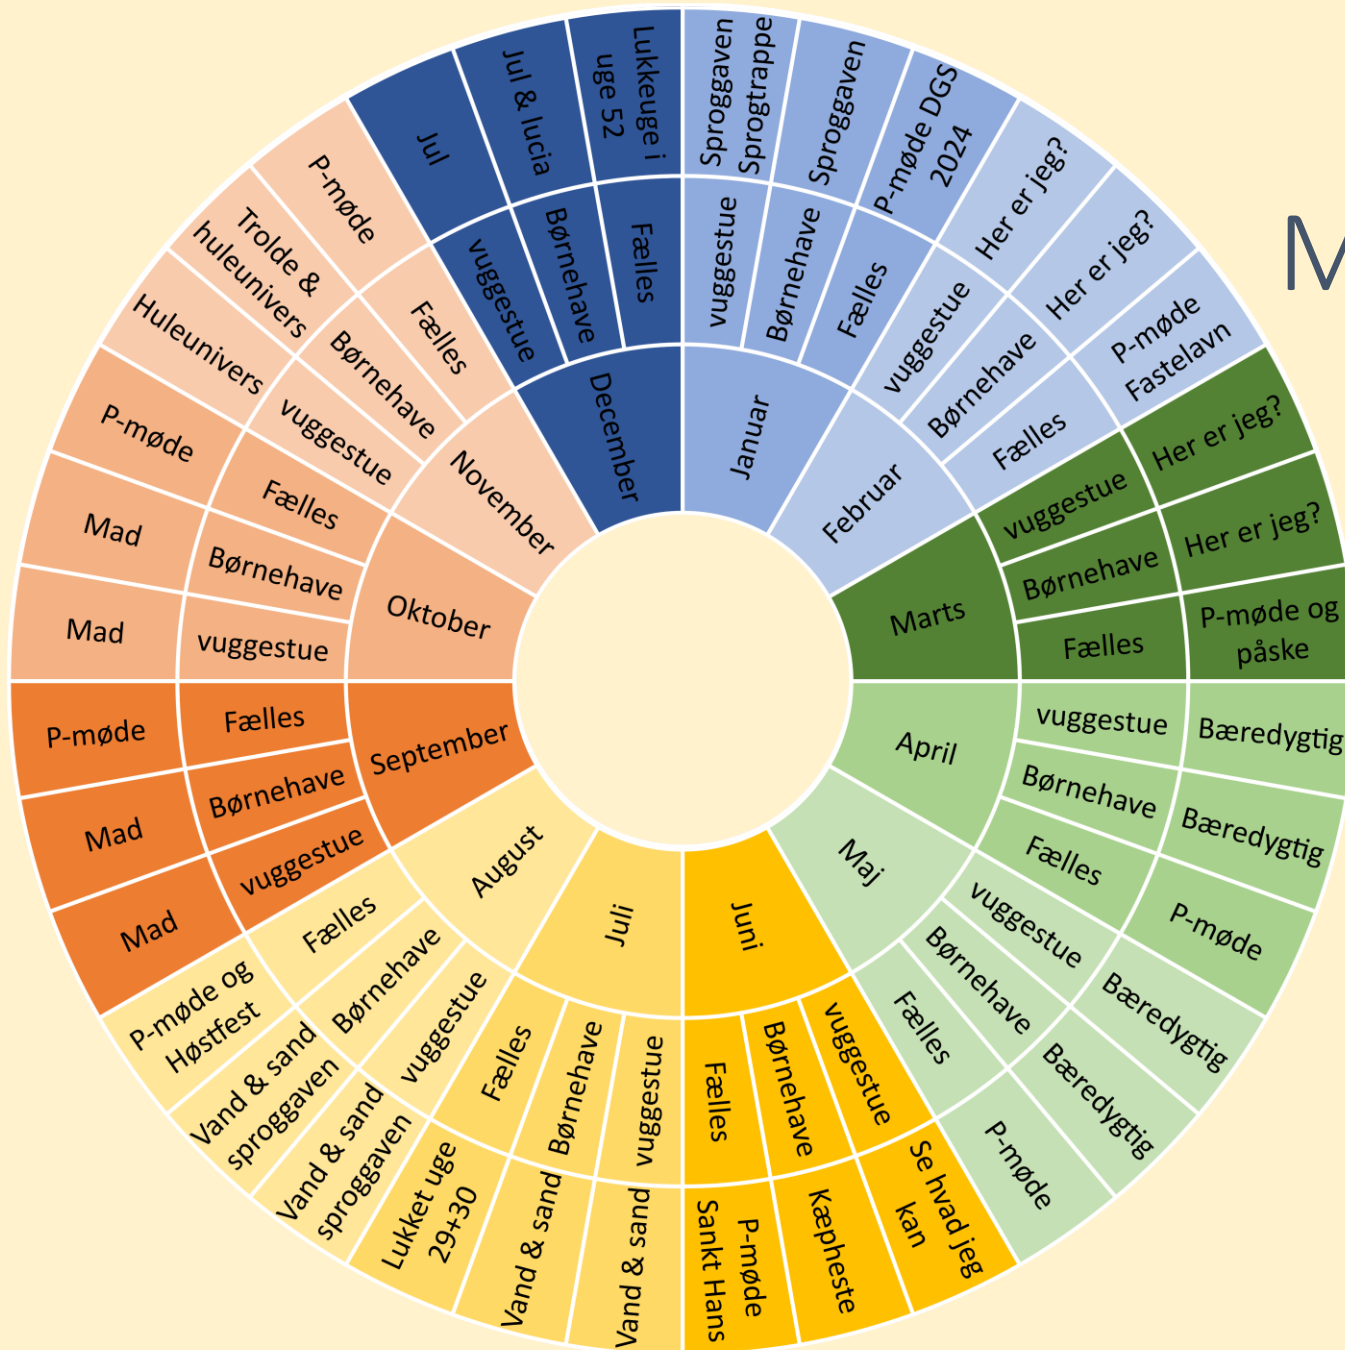 M
Januar
vuggestue
Sproggaven
Sprogtrappe
Børnehave
Sproggaven
Fælles
P-møde DGS
2024
Februar
vuggestue
Her er jeg?
Børnehave
Her er jeg?
Fælles
P-møde
Fastelavn
Marts
vuggestue
Her er jeg?
Børnehave
Her er jeg?
Fælles
P-møde og
påske
April
vuggestue
Bæredygtig
Børnehave
Bæredygtig
Fælles
P-møde
Maj
vuggestue
Bæredygtig
Børnehave
Bæredygtig
Fælles
P-møde
Juni
vuggestue
Se hvad jeg
kan
Børnehave
Kæpheste
Fælles
P-møde
Sankt Hans
Juli
vuggestue
Vand & sand
Børnehave
Vand & sand
Fælles
Lukket uge
29+30
August
vuggestue
Vand & sand
sproggaven
Børnehave
Vand & sand
sproggaven
Fælles
P-møde og
Høstfest
September
vuggestue
Mad
Børnehave
Mad
Fælles
P-møde
Oktober
vuggestue
Mad
Børnehave
Mad
Fælles
P-møde
November
vuggestue
Huleunivers
Børnehave
Trolde &
huleunivers
Fælles
P-møde
December
vuggestue
Jul
Børnehave
Jul & lucia
Fælles
Lukkeuge i
uge 52